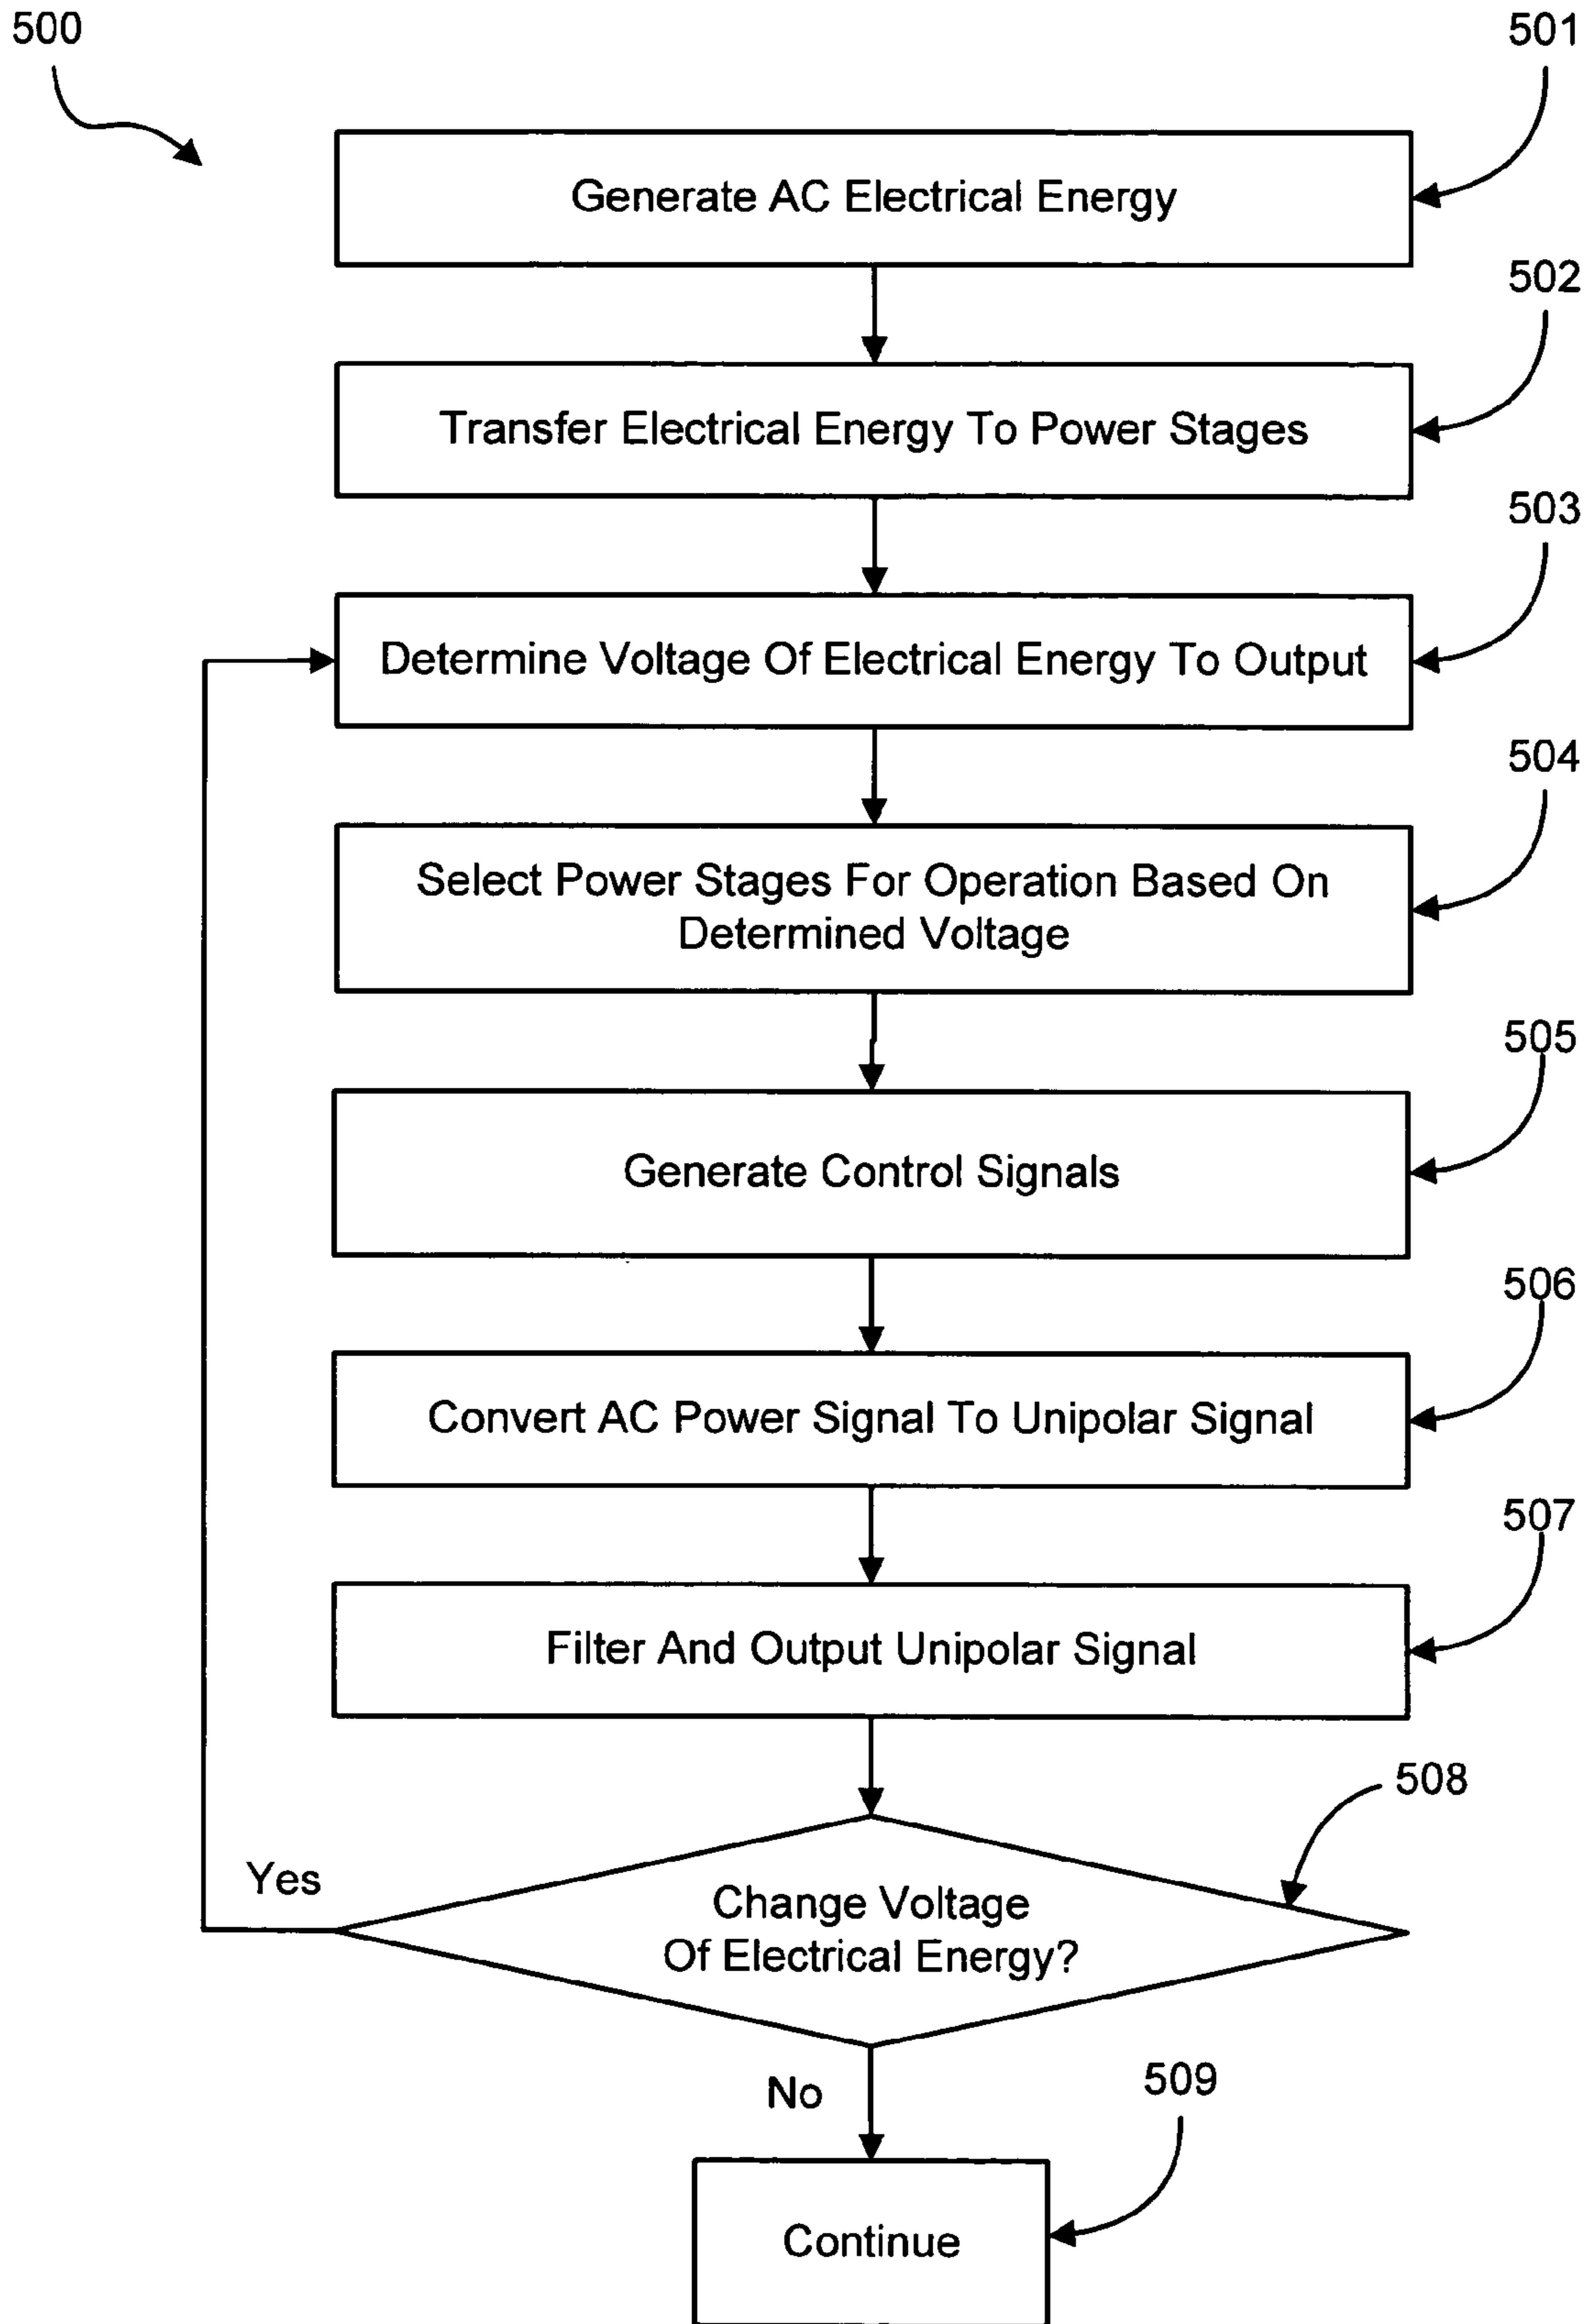 500
501
Generate AC Electrical Energy
502
Transfer Electrical Energy To Power Stages
503
Determine Voltage Of Electrical Energy To Output
504
Select Power Stages For Operation Based On
Determined Voltage
505
Generate Control Signals
506
Convert AC Power Signal To Unipolar Signal
507
Filter And Output Unipolar Signal
508
Yes
Change Voltage
Of Electrical Energy?
No
509
Continue